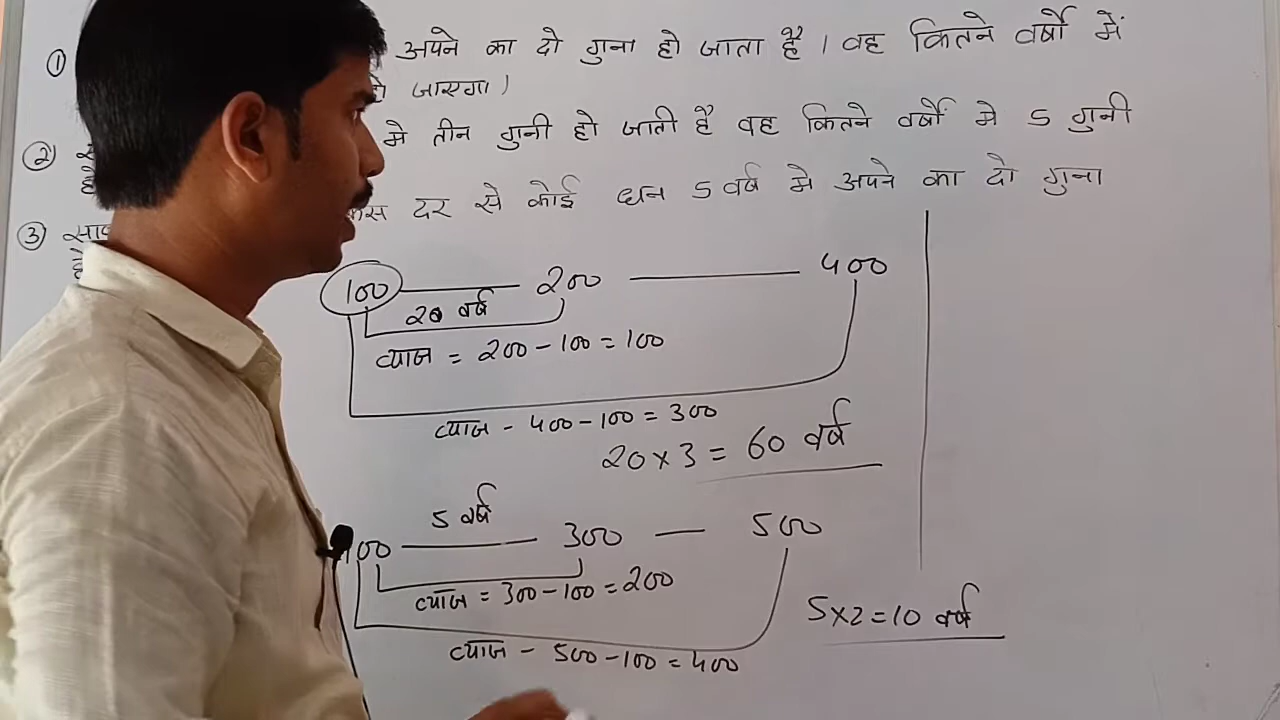 ① अपने का दो गुना हो जाता है । वह कितने वर्षों में
जाएगा ।
② मे तीन गुनी हो जाती है वह कितने वर्षों मे 5 गुनी
③ दर से कोई धन 5 वर्ष मे अपने का दो गुना
100 — 200 — 400
20 वर्ष
ब्याज = 200 - 100 = 100
ब्याज - 400 - 100 = 300
20 × 3 = 60 वर्ष
5 वर्ष
100 — 300 — 500
ब्याज = 300 - 100 = 200
5 × 2 = 10 वर्ष
ब्याज - 500 - 100 = 400